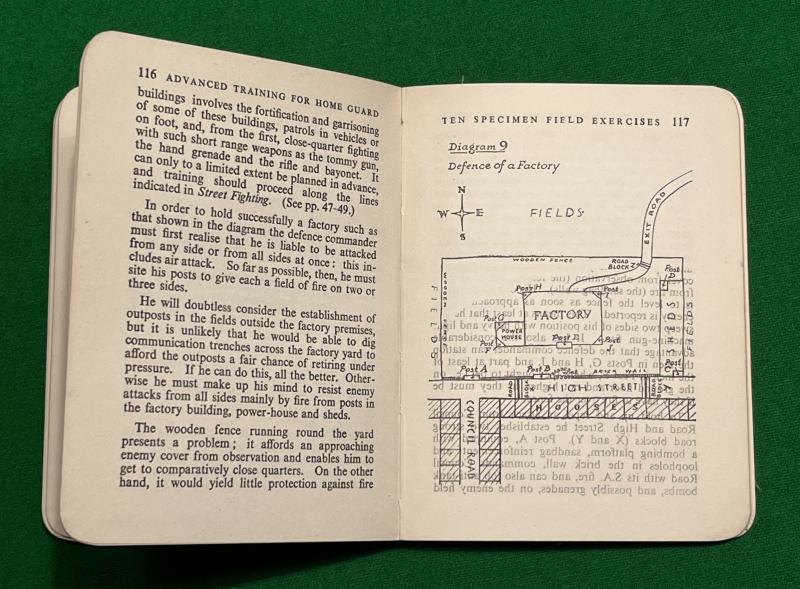 116 ADVANCED TRAINING FOR HOME GUARD
buildings involves the fortification and garrisoning
of some of these buildings, patrols in vehicles or
on foot, and, from the first, close-quarter fighting
with such short range weapons as the tommy gun,
the hand grenade and the rifle and bayonet. It
can only to a limited extent be planned in advance,
and training should proceed along the lines
indicated in Street Fighting. (See pp. 47-49.)
In order to hold successfully a factory such as
that shown in the diagram the defence commander
must first realise that he is liable to be attacked
from any side or from all sides at once: this in-
cludes air attack. So far as possible, then, he must
site his posts to give each a field of fire on two or
three sides.
He will doubtless consider the establishment of
outposts in the fields outside the factory premises,
but it is unlikely that he would be able to dig
communication trenches across the factory yard to
afford the outposts a fair chance of retiring under
pressure. If he can do this, all the better. Other-
wise he must make up his mind to resist enemy
attacks from all sides mainly by fire from posts in
the factory building, power-house and sheds.
The wooden fence running round the yard
presents a problem; it affords an approaching
enemy cover from observation and enables him to
get to comparatively close quarters. On the other
hand, it would yield little protection against fire
TEN SPECIMEN FIELD EXERCISES 117
Diagram 9
Defence of a Factory
N
W E
S
FIELDS
EXIT ROAD
WOODEN FENCE
ROAD
BLOCK Z
Post
D
Post H
Post I
FACTORY
FIELDS
FIELDS
Post G
POWER
HOUSE
Post
F
Post E
Post
Post A
Post B
Post
ROAD
BLOCK
HIGH STREET
ROAD
BLOCK
HOUSES
COUNCIL ROAD